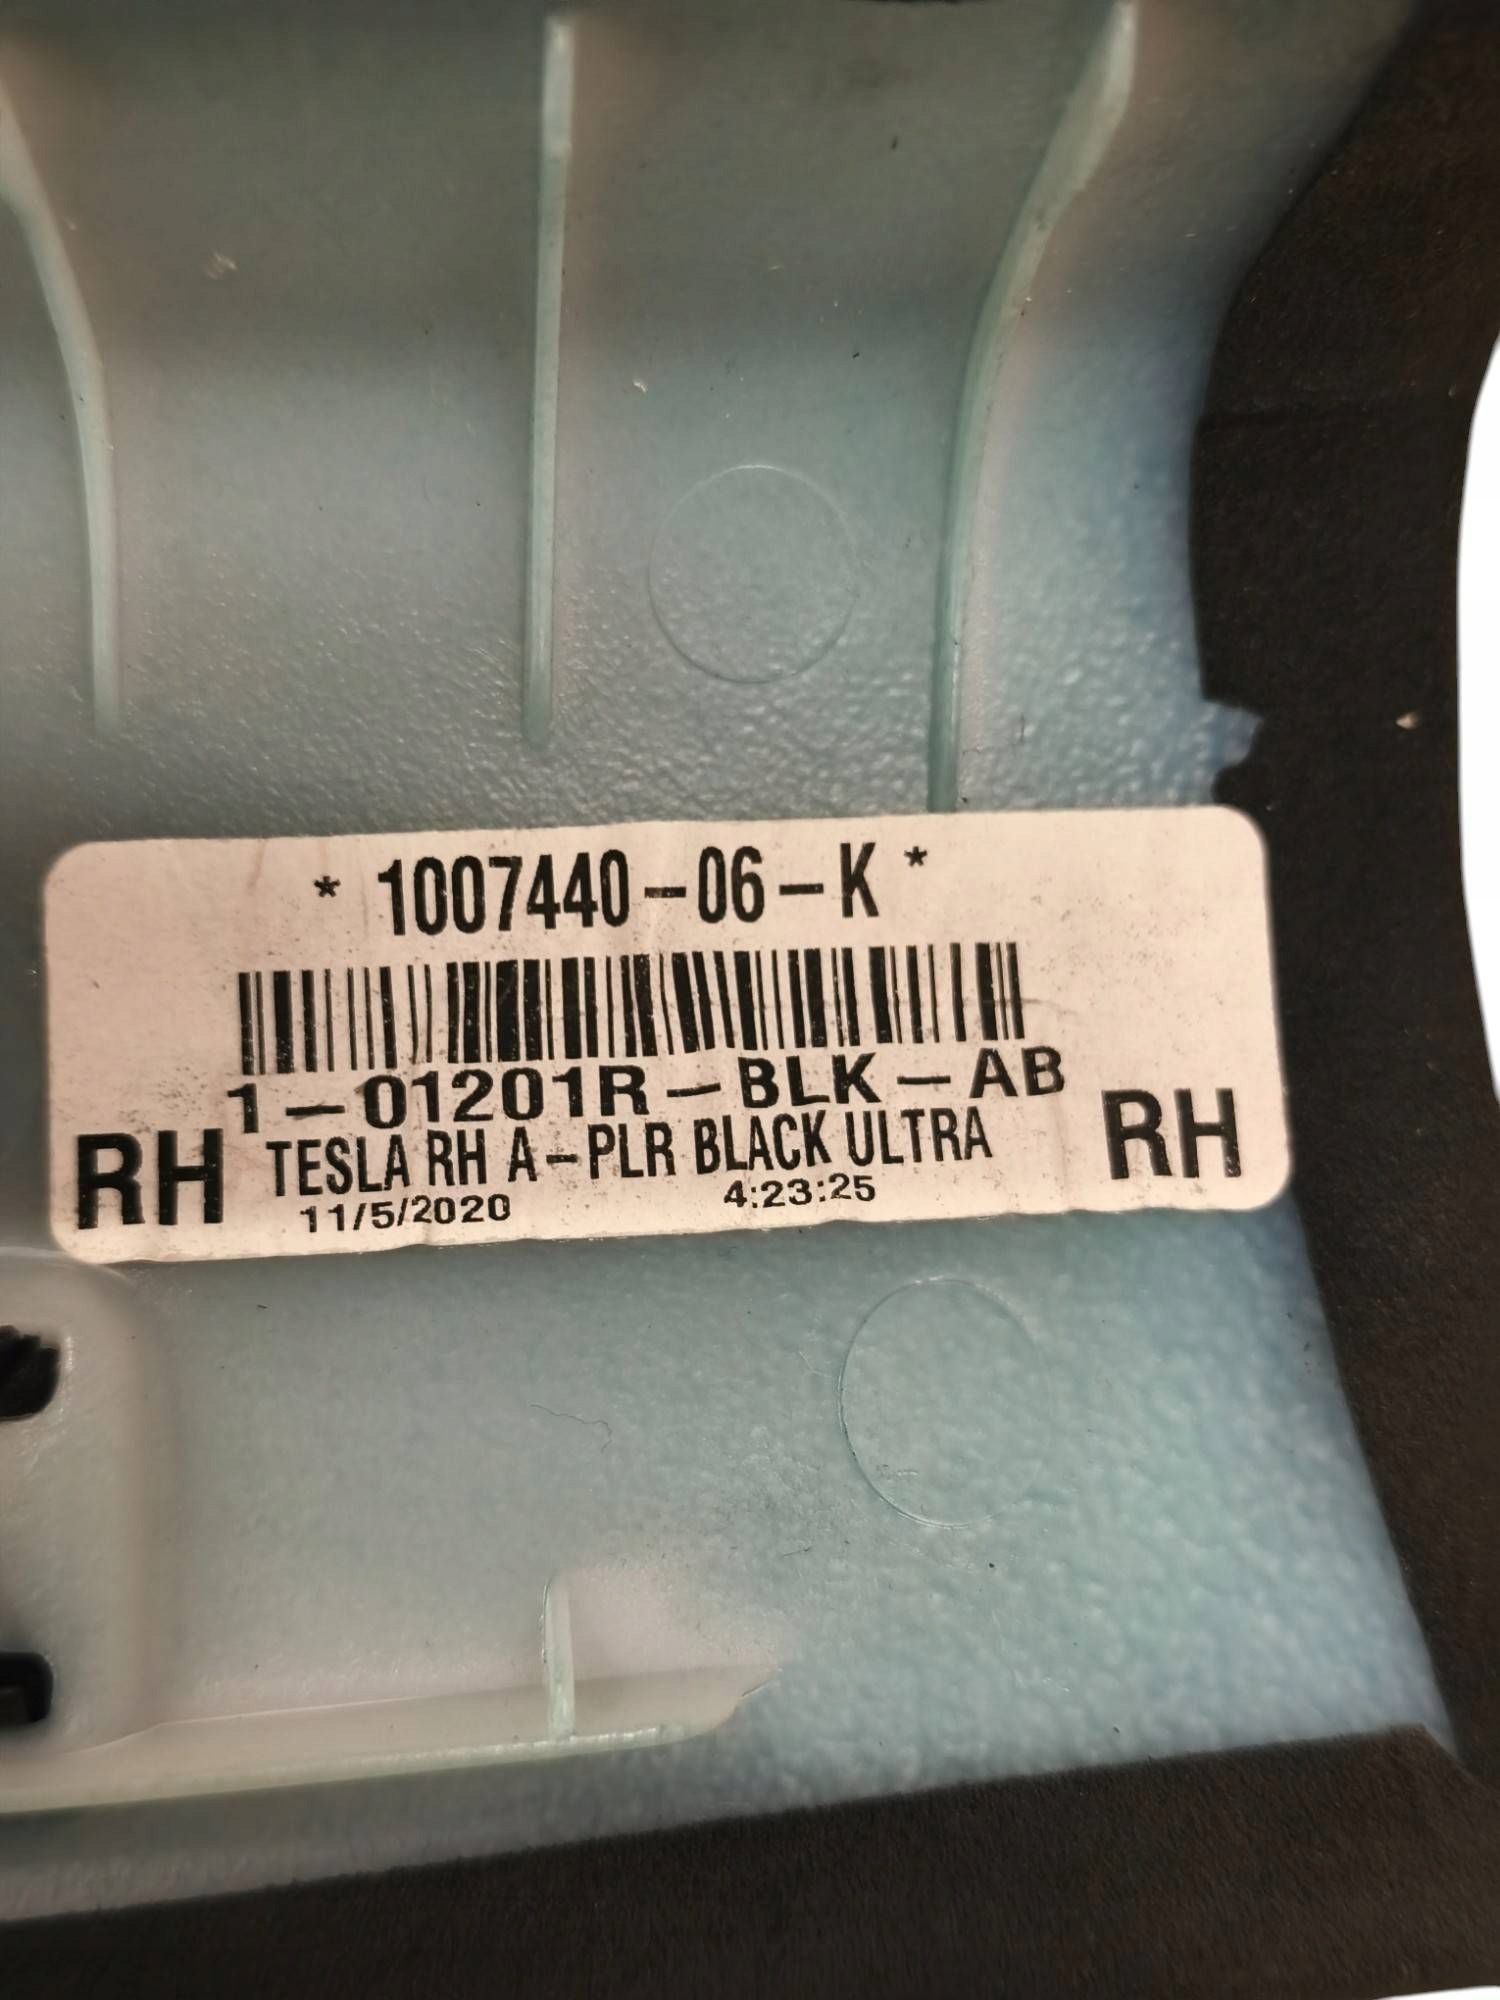 * 1007440-06-K *
1-01201R-BLK-AB
RH TESLA RH A-PLR BLACK ULTRA RH
11/5/2020 4:23:25